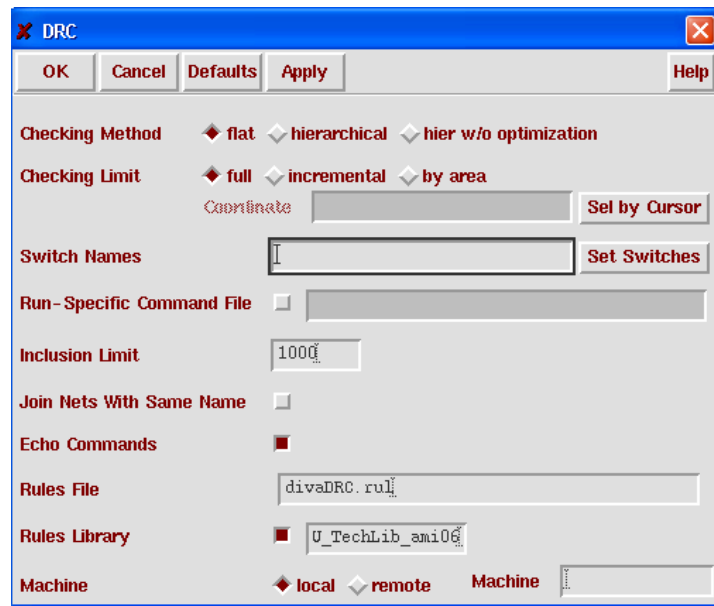 DRC
OK Cancel Defaults Apply Help
Checking Method flat hierarchical hier w/o optimization
Checking Limit full incremental by area
Coordinate Sel by Cursor
Switch Names Set Switches
Run-Specific Command File
Inclusion Limit 1000
Join Nets With Same Name
Echo Commands
Rules File divaDRC.rul
Rules Library U_TechLib_ami06
Machine local remote Machine